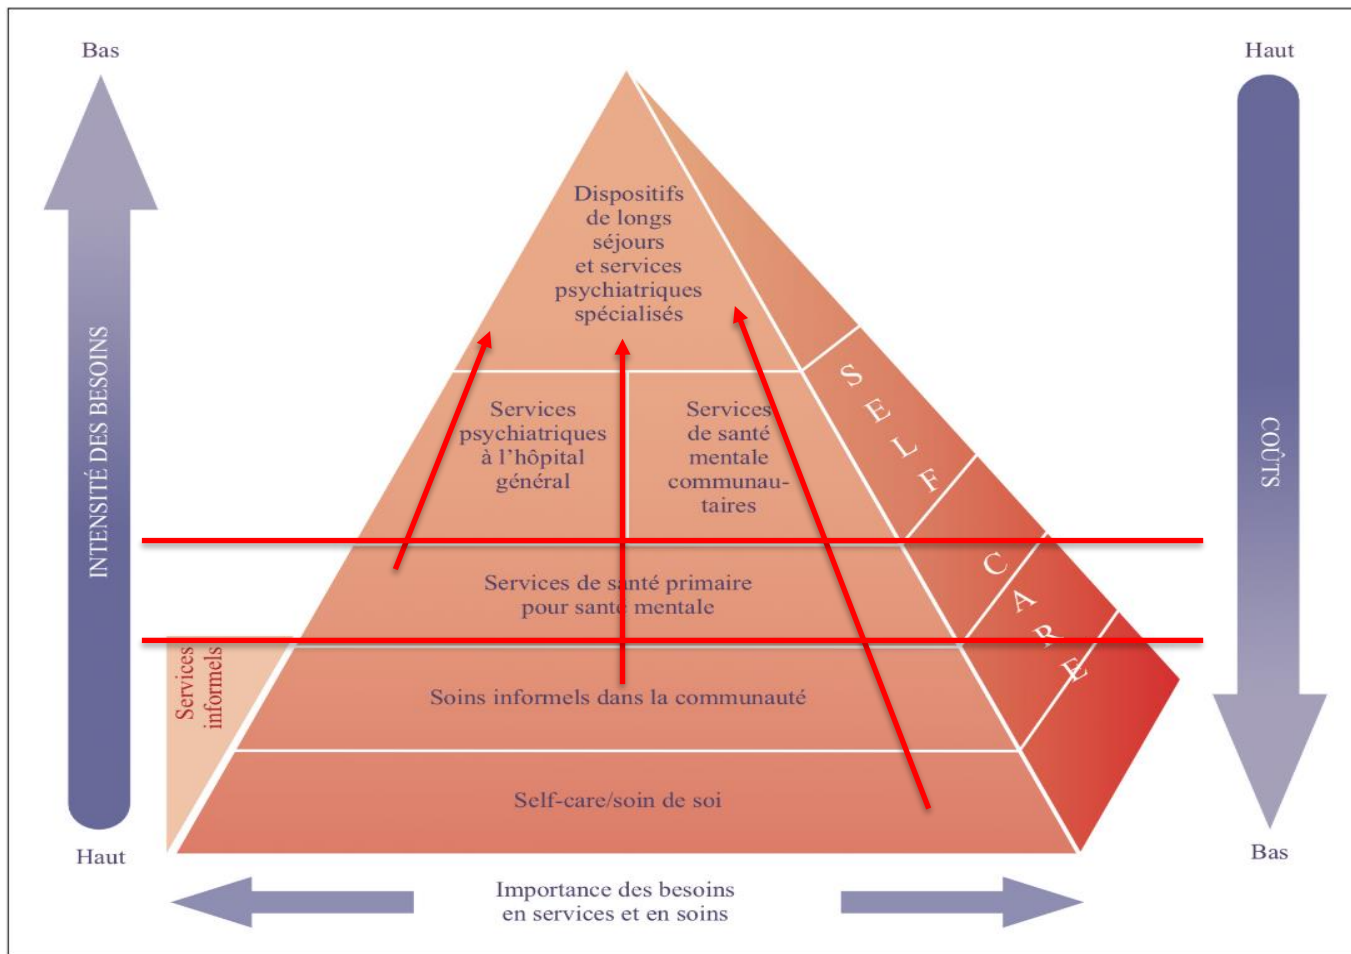 Bas
Haut
INTENSITÉ DES BESOINS
COÛTS
Dispositifs
de longs
séjours
et services
psychiatriques
spécialisés
Services
psychiatriques
à l'hôpital
général
Services
de santé
mentale
communau-
taires
SELF CARE
Services de santé primaire
pour santé mentale
Services
informels
Soins informels dans la communauté
Self-care/soin de soi
Haut
Bas
Importance des besoins
en services et en soins